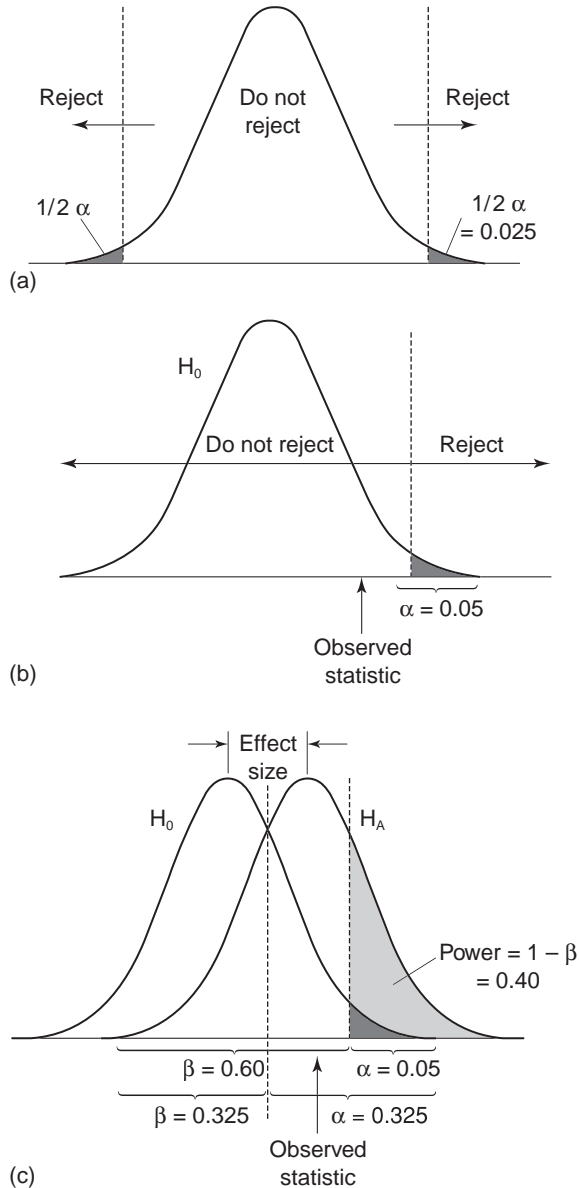 Reject
Do not
reject
Reject
1/2 α
1/2 α
= 0.025
(a)
H₀
Do not reject
Reject
α = 0.05
Observed
statistic
(b)
Effect
size
H₀
H_A
Power = 1 – β
= 0.40
β = 0.60
α = 0.05
β = 0.325
α = 0.325
Observed
statistic
(c)